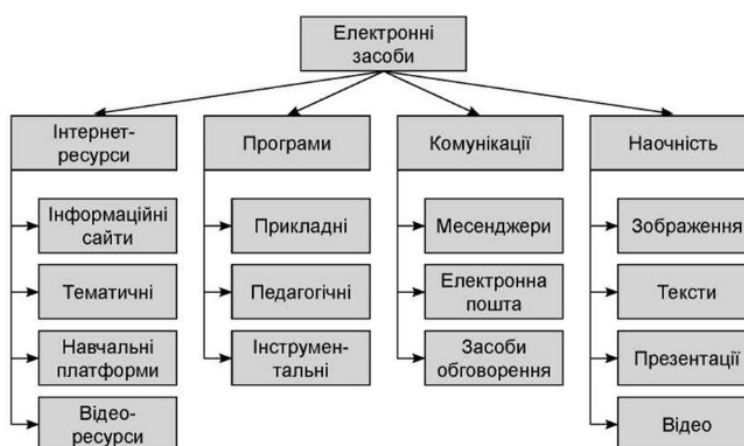 Електронні
засоби
Інтернет-
ресурси
Інформаційні
сайти
Тематичні
Навчальні
платформи
Відео-
ресурси
Програми
Прикладні
Педагогічні
Інструмен-
тальні
Комунікації
Месенджери
Електронна
пошта
Засоби
обговорення
Наочність
Зображення
Тексти
Презентації
Відео